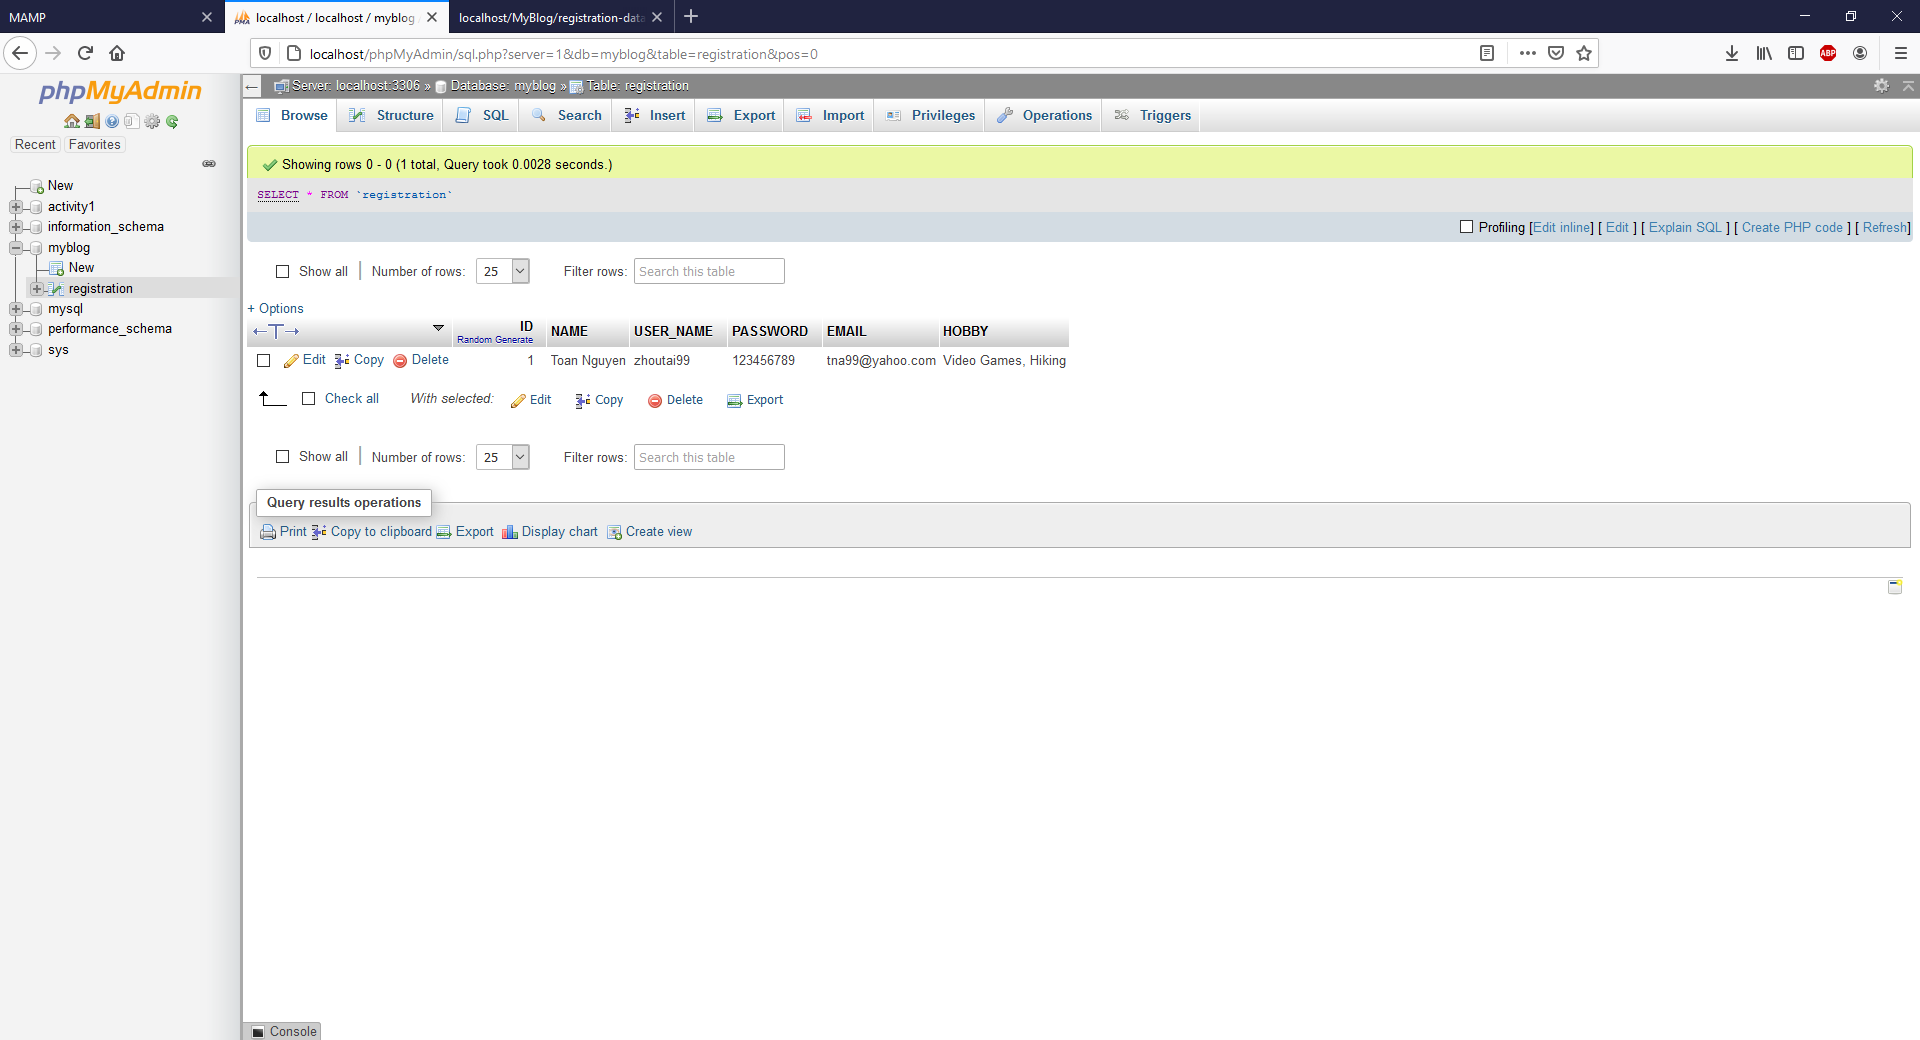 MAMP
localhost / localhost / myblog
localhost/MyBlog/registration-data
localhost/phpMyAdmin/sql.php?server=1&db=myblog&table=registration&pos=0
ABP
phpMyAdmin
Recent Favorites
New
activity1
information_schema
myblog
New
registration
mysql
performance_schema
sys
Server: localhost:3306 » Database: myblog » Table: registration
Browse Structure SQL Search Insert Export Import Privileges Operations Triggers
Showing rows 0 - 0 (1 total, Query took 0.0028 seconds.)
SELECT * FROM `registration`
Profiling [Edit inline] [ Edit ] [ Explain SQL ] [ Create PHP code ] [ Refresh]
Show all | Number of rows: 25 Filter rows: Search this table
+ Options
←T→ ID NAME USER_NAME PASSWORD EMAIL HOBBY
Random Generate
Edit Copy Delete 1 Toan Nguyen zhoutai99 123456789 tna99@yahoo.com Video Games, Hiking
Check all With selected: Edit Copy Delete Export
Show all | Number of rows: 25 Filter rows: Search this table
Query results operations
Print Copy to clipboard Export Display chart Create view
Console